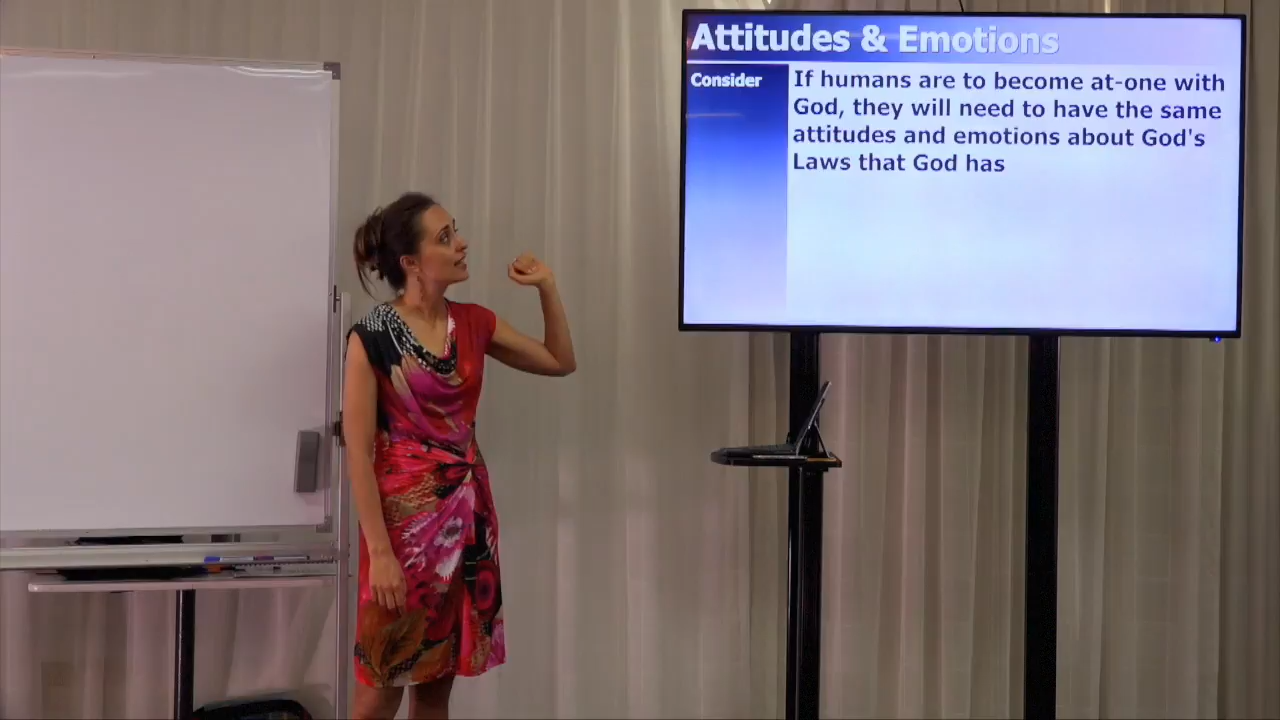 Attitudes & Emotions
Consider
If humans are to become at-one with
God, they will need to have the same
attitudes and emotions about God's
Laws that God has